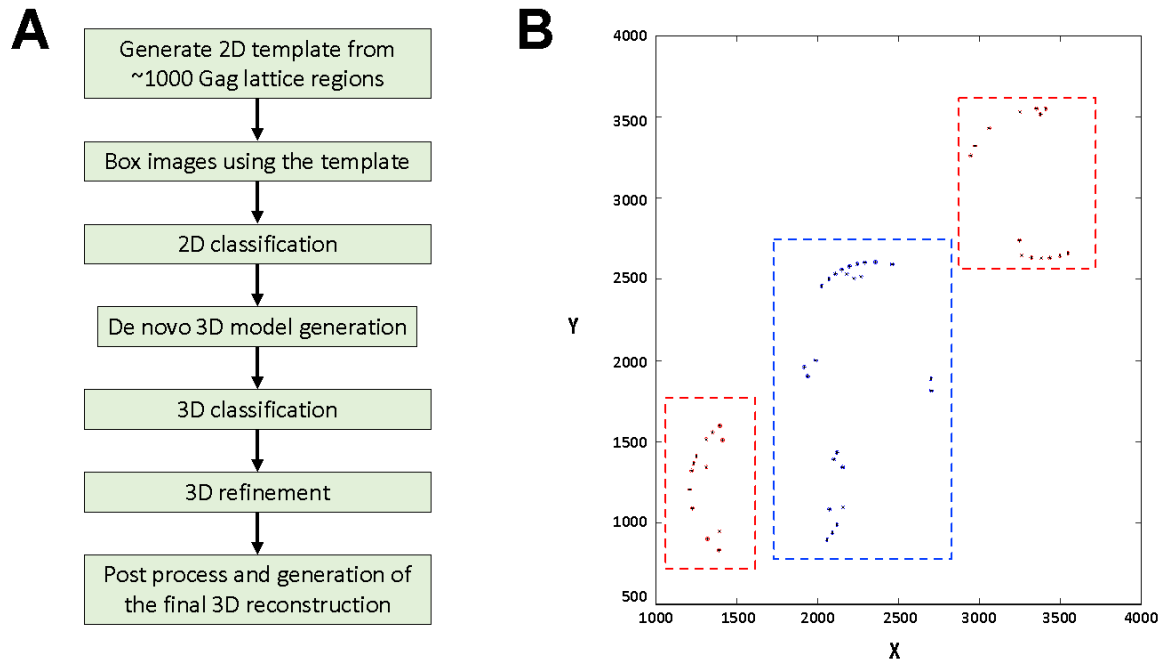 A
Generate 2D template from
~1000 Gag lattice regions
Box images using the template
2D classification
De novo 3D model generation
3D classification
3D refinement
Post process and generation of
the final 3D reconstruction
B
4000
3500
3000
2500
2000
1500
1000
500
Y
1000 1500 2000 2500 3000 3500 4000
X